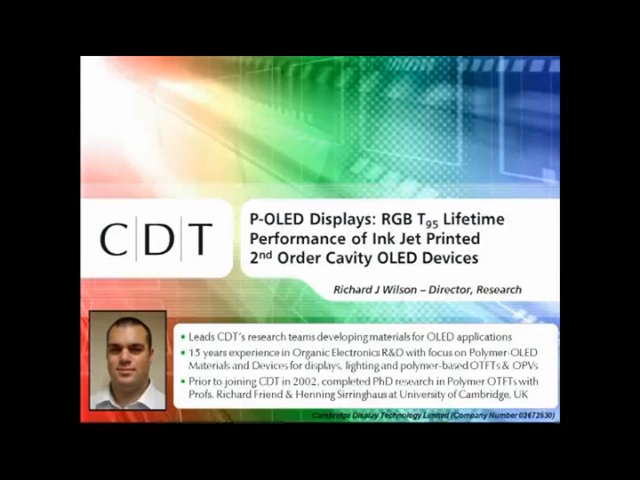 C|D|T
P-OLED Displays: RGB T95 Lifetime
Performance of Ink Jet Printed
2nd Order Cavity OLED Devices
Richard J Wilson – Director, Research
• Leads CDT's research teams developing materials for OLED applications
• 15 years experience in Organic Electronics R&D with focus on Polymer-OLED
Materials and Devices for displays, lighting and polymer-based OTFTs & OPVs
• Prior to joining CDT in 2002, completed PhD research in Polymer OTFTs with
Profs. Richard Friend & Henning Sirringhaus at University of Cambridge, UK
Cambridge Display Technology Limited (Company Number 02672530)